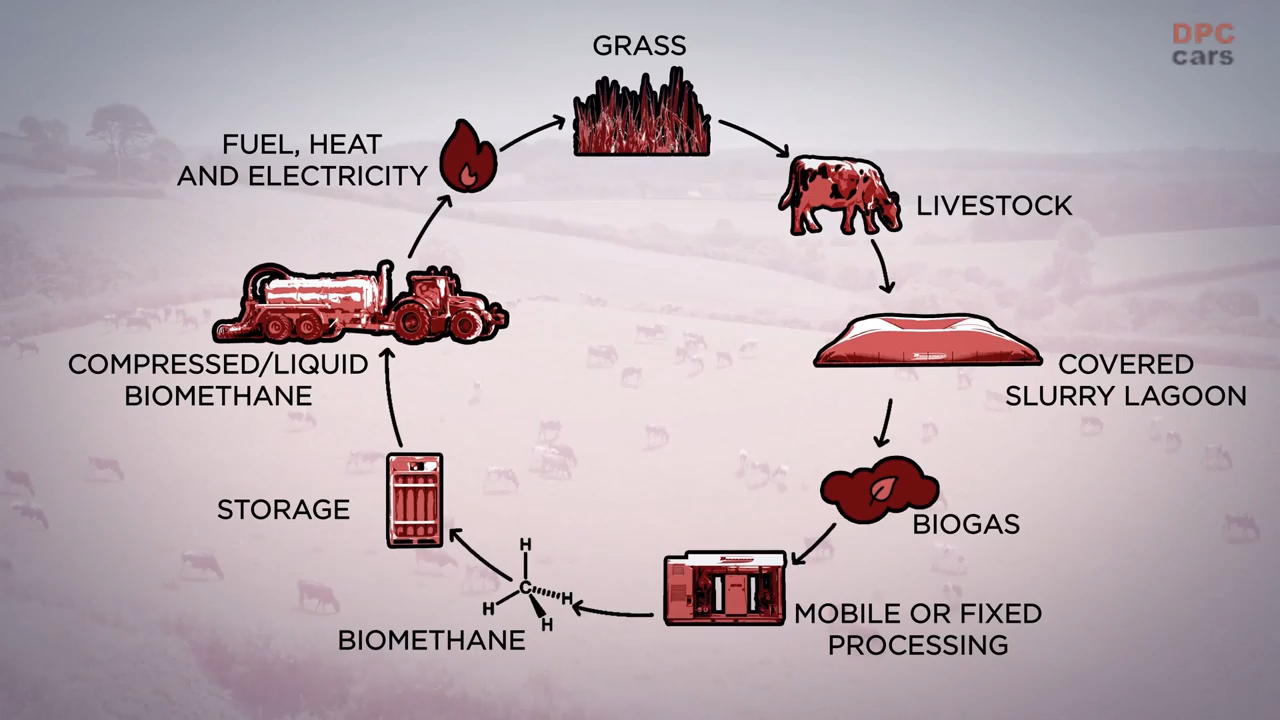 DPC
cars
GRASS
FUEL, HEAT
AND ELECTRICITY
LIVESTOCK
COMPRESSED/LIQUID
BIOMETHANE
COVERED
SLURRY LAGOON
STORAGE
BIOGAS
H
C
H
H
H
MOBILE OR FIXED
PROCESSING
BIOMETHANE